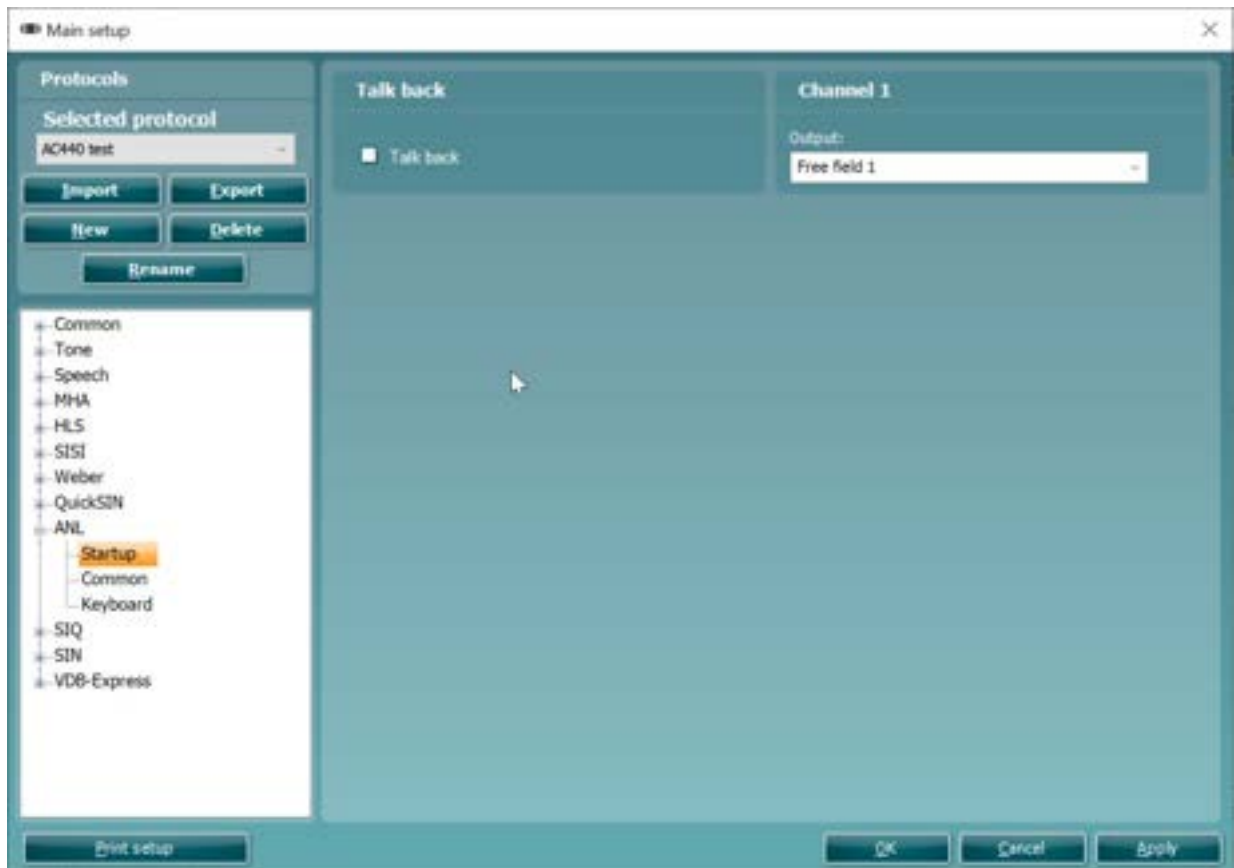 Main setup
Protocols
Selected protocol
AC440 test
Import Export
New Delete
Rename
Common
Tone
Speech
MHA
HLS
SISI
Weber
QuickSIN
ANL
Startup
Common
Keyboard
SIQ
SIN
VDB-Express
Talk back
Talk back
Channel 1
Output:
Free field 1
Print setup
OK Cancel Apply